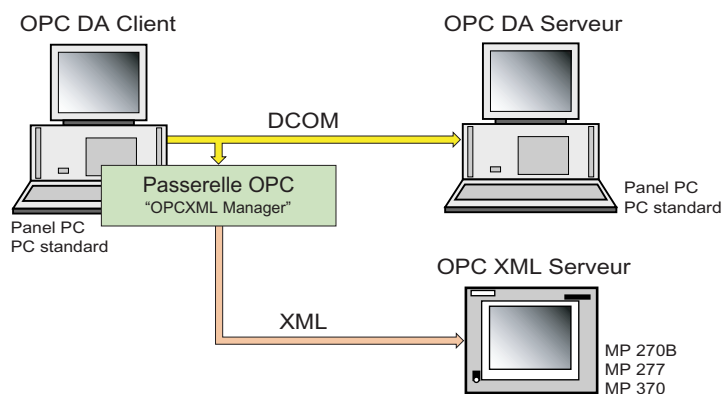 OPC DA Client
OPC DA Serveur
DCOM
Passerelle OPC
“OPCXML Manager”
Panel PC
PC standard
Panel PC
PC standard
OPC XML Serveur
XML
MP 270B
MP 277
MP 370